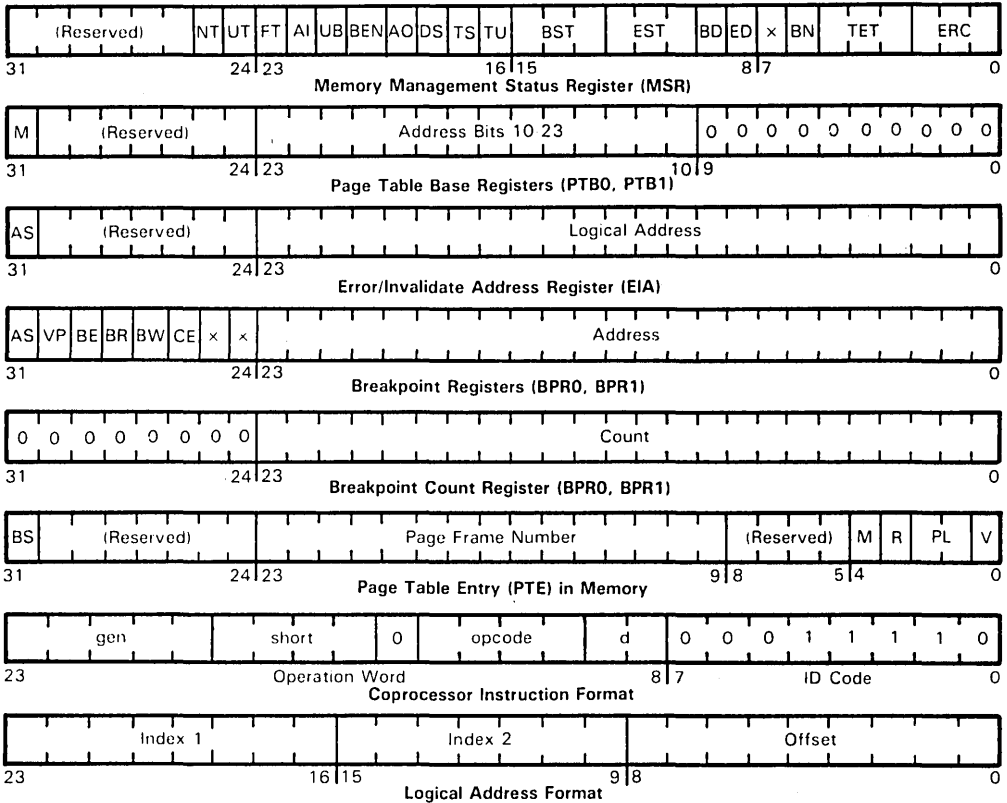 (Reserved) NT UT FT AI UB BEN AO DS TS TU BST EST BD ED × BN TET ERC
31 24 23 16 15 8 7 0
Memory Management Status Register (MSR)
M (Reserved) Address Bits 10 23 0 0 0 0 0 0 0 0 0 0
31 24 23 10 9 0
Page Table Base Registers (PTB0, PTB1)
AS (Reserved) Logical Address
31 24 23 0
Error/Invalidate Address Register (EIA)
AS VP BE BR BW CE × × Address
31 24 23 0
Breakpoint Registers (BPR0, BPR1)
0 0 0 0 0 0 0 0 Count
31 24 23 0
Breakpoint Count Register (BPR0, BPR1)
BS (Reserved) Page Frame Number (Reserved) M R PL V
31 24 23 9 8 5 4 0
Page Table Entry (PTE) in Memory
gen short 0 opcode d 0 0 0 1 1 1 1 0
23 Operation Word 8 7 ID Code 0
Coprocessor Instruction Format
Index 1 Index 2 Offset
23 16 15 9 8 0
Logical Address Format